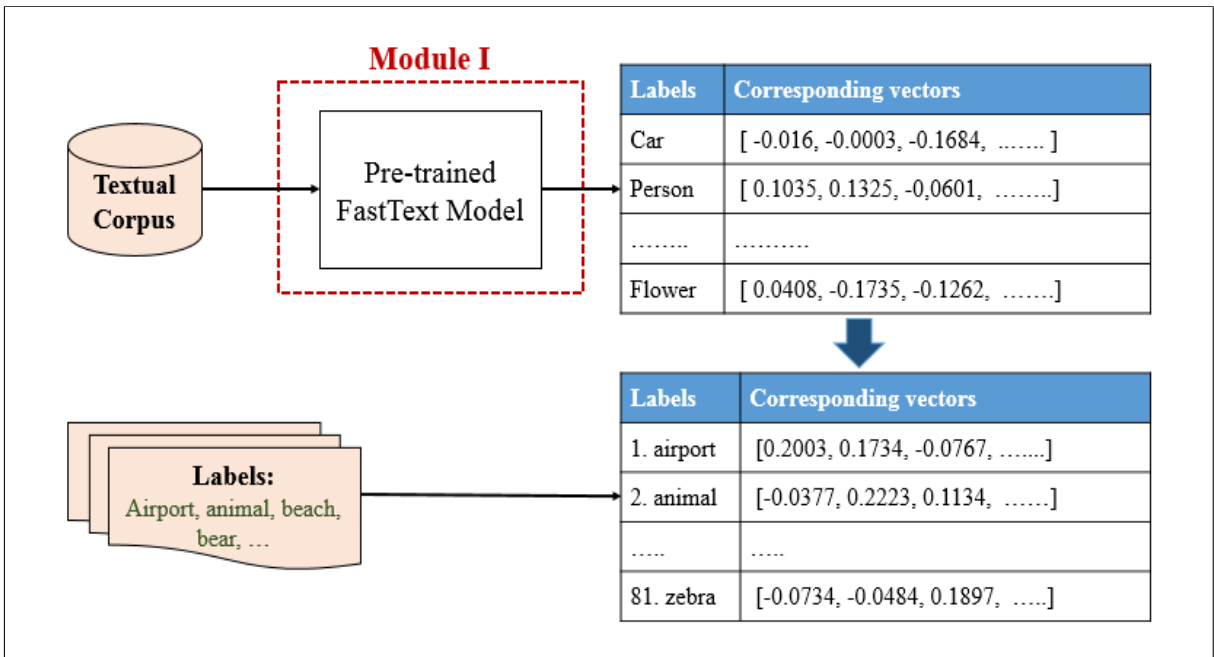 Module I
Textual
Corpus
Pre-trained
FastText Model
Labels Corresponding vectors
Car [ -0.016, -0.0003, -0.1684, ……. ]
Person [ 0.1035, 0.1325, -0,0601, ……..]
…….. ……….
Flower [ 0.0408, -0.1735, -0.1262, …….]
Labels:
Airport, animal, beach,
bear, …
Labels Corresponding vectors
1. airport [0.2003, 0.1734, -0.0767, …....]
2. animal [-0.0377, 0.2223, 0.1134, ……]
….. …..
81. zebra [-0.0734, -0.0484, 0.1897, …..]